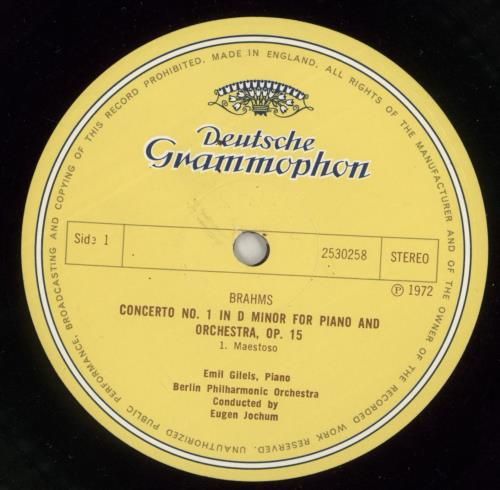 MADE IN ENGLAND. ALL RIGHTS OF THE MANUFACTURER AND OF THE OWNER OF THE RECORDED WORK RESERVED. UNAUTHORIZED PUBLIC PERFORMANCE, BROADCASTING AND COPYING OF THIS RECORD PROHIBITED.
Deutsche
Grammophon
Side 1
2530258
STEREO
Ⓟ 1972
BRAHMS
CONCERTO NO. 1 IN D MINOR FOR PIANO AND
ORCHESTRA, OP. 15
1. Maestoso
Emil Gilels, Piano
Berlin Philharmonic Orchestra
Conducted by
Eugen Jochum